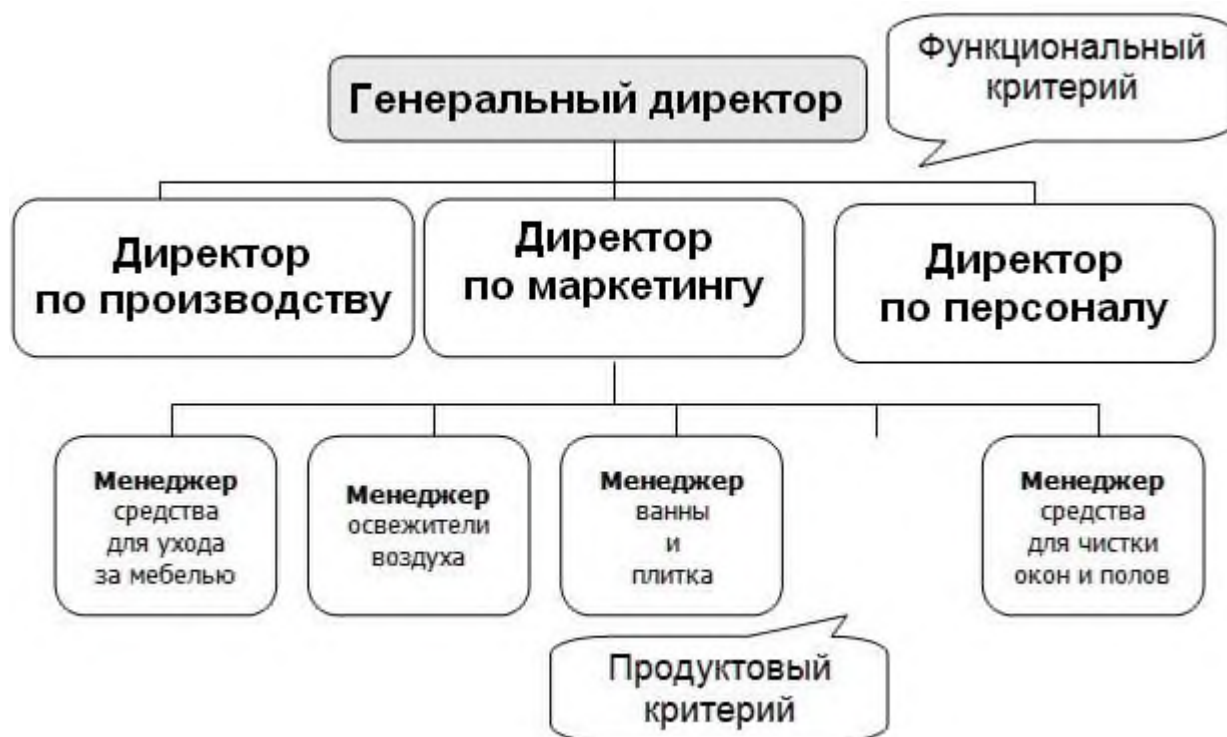 Функциональный
критерий
Генеральный директор
Директор
по производству
Директор
по маркетингу
Директор
по персоналу
Менеджер
средства
для ухода
за мебелью
Менеджер
освежители
воздуха
Менеджер
ванны
и
плитка
Менеджер
средства
для чистки
окон и полов
Продуктовый
критерий